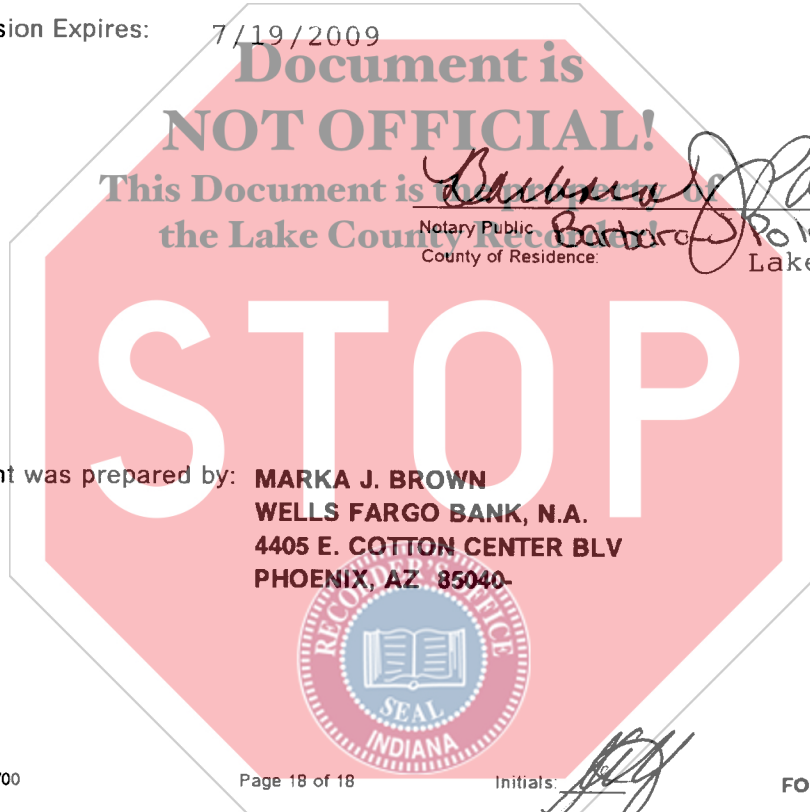 sion Expires: 7/19/2009
Document is
NOT OFFICIAL!
This Document is the property of
the Lake County Recorder!
Notary Public Barbara J
County of Residence: Lake
STOP
nt was prepared by: MARKA J. BROWN
WELLS FARGO BANK, N.A.
4405 E. COTTON CENTER BLV
PHOENIX, AZ 85040-
RECORDER'S OFFICE
SEAL
INDIANA
/00 Page 18 of 18 Initials: FO